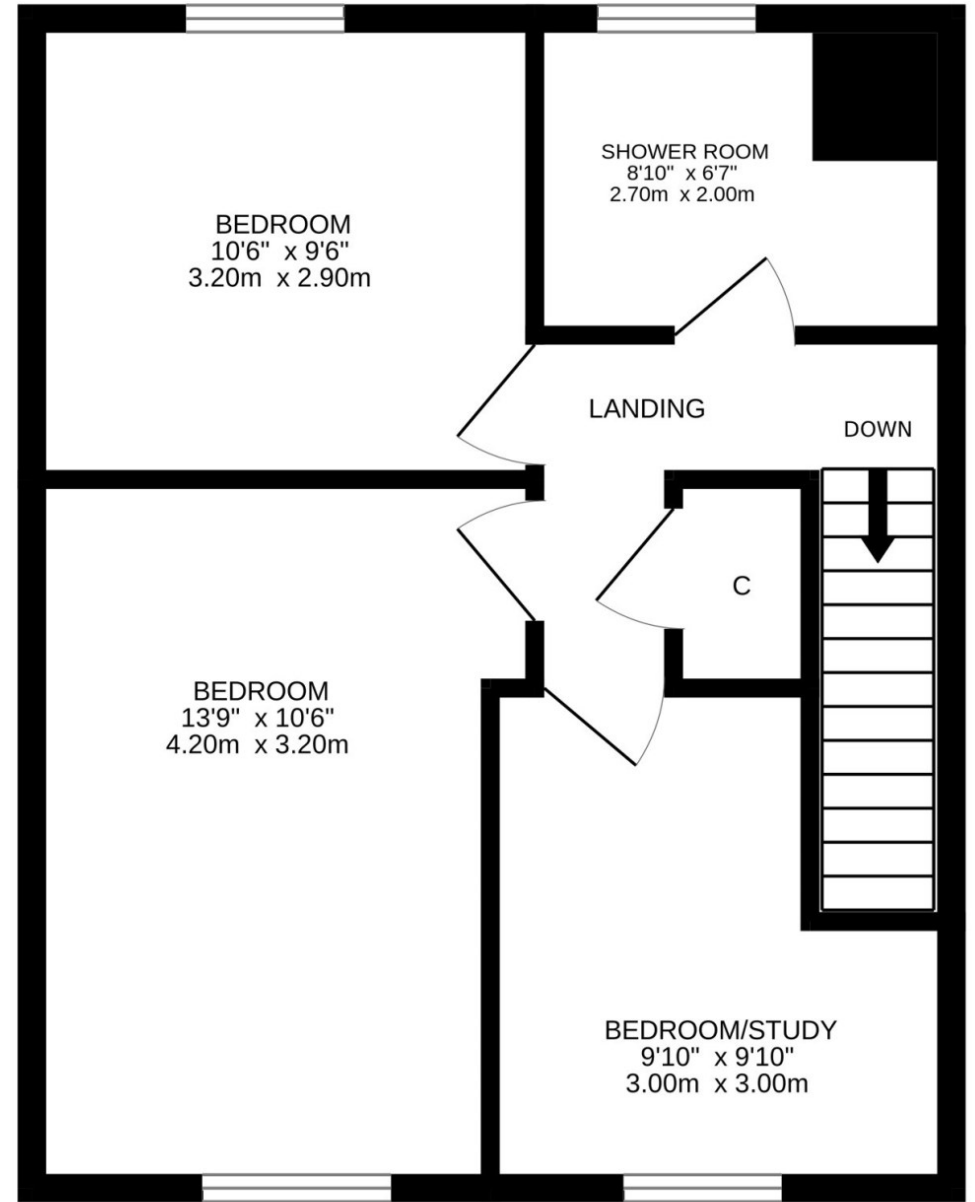 BEDROOM
10'6" x 9'6"
3.20m x 2.90m
SHOWER ROOM
8'10" x 6'7"
2.70m x 2.00m
LANDING
DOWN
C
BEDROOM
13'9" x 10'6"
4.20m x 3.20m
BEDROOM/STUDY
9'10" x 9'10"
3.00m x 3.00m